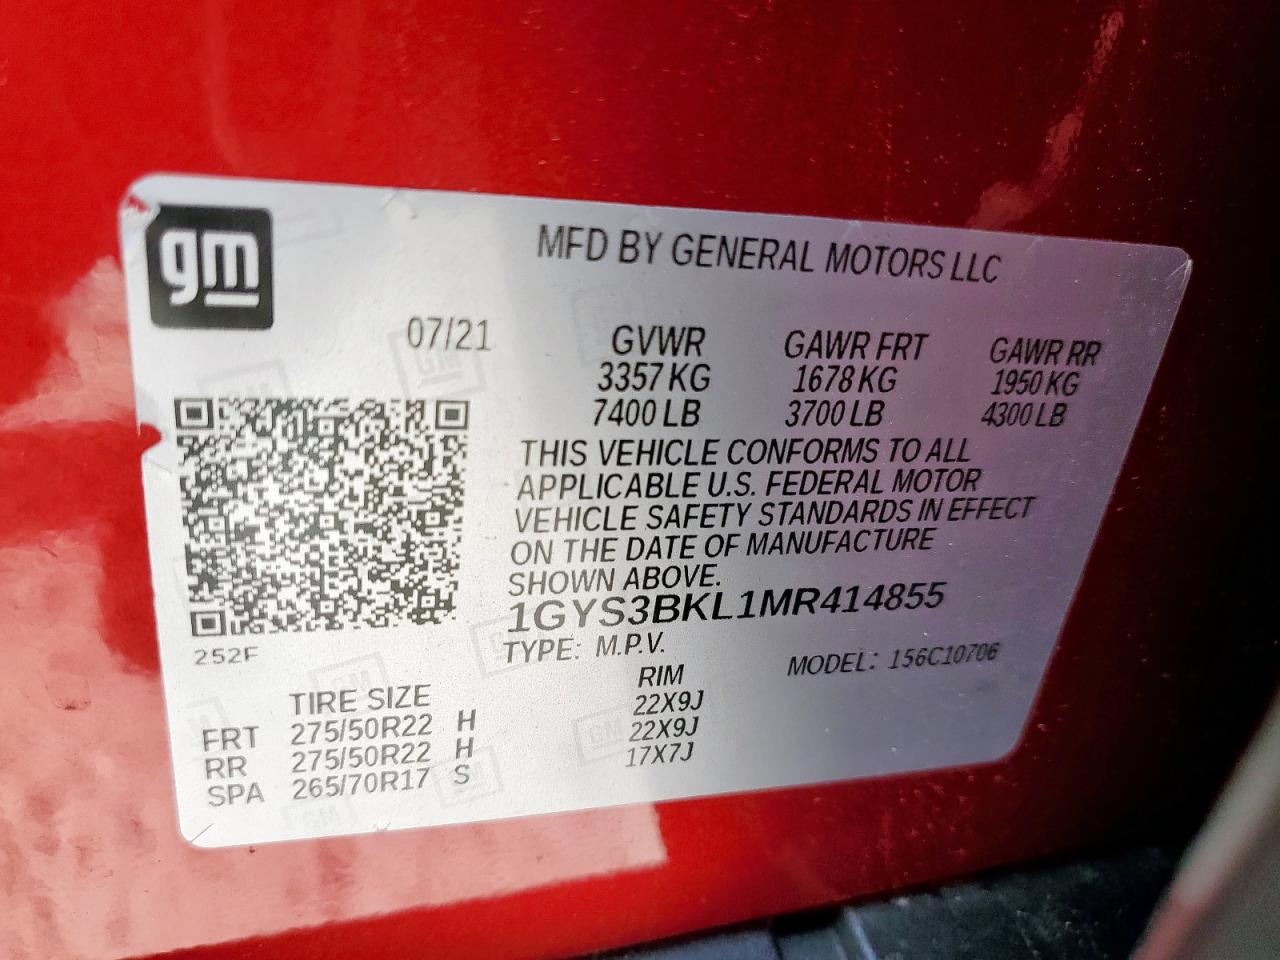 gm
MFD BY GENERAL MOTORS LLC
07/21
GVWR GAWR FRT GAWR RR
3357 KG 1678 KG 1950 KG
7400 LB 3700 LB 4300 LB
THIS VEHICLE CONFORMS TO ALL
APPLICABLE U.S. FEDERAL MOTOR
VEHICLE SAFETY STANDARDS IN EFFECT
ON THE DATE OF MANUFACTURE
SHOWN ABOVE.
1GYS3BKL1MR414855
252F
TYPE: M.P.V. MODEL: 156C10706
TIRE SIZE RIM
FRT 275/50R22 H 22X9J
RR 275/50R22 H 22X9J
SPA 265/70R17 S 17X7J